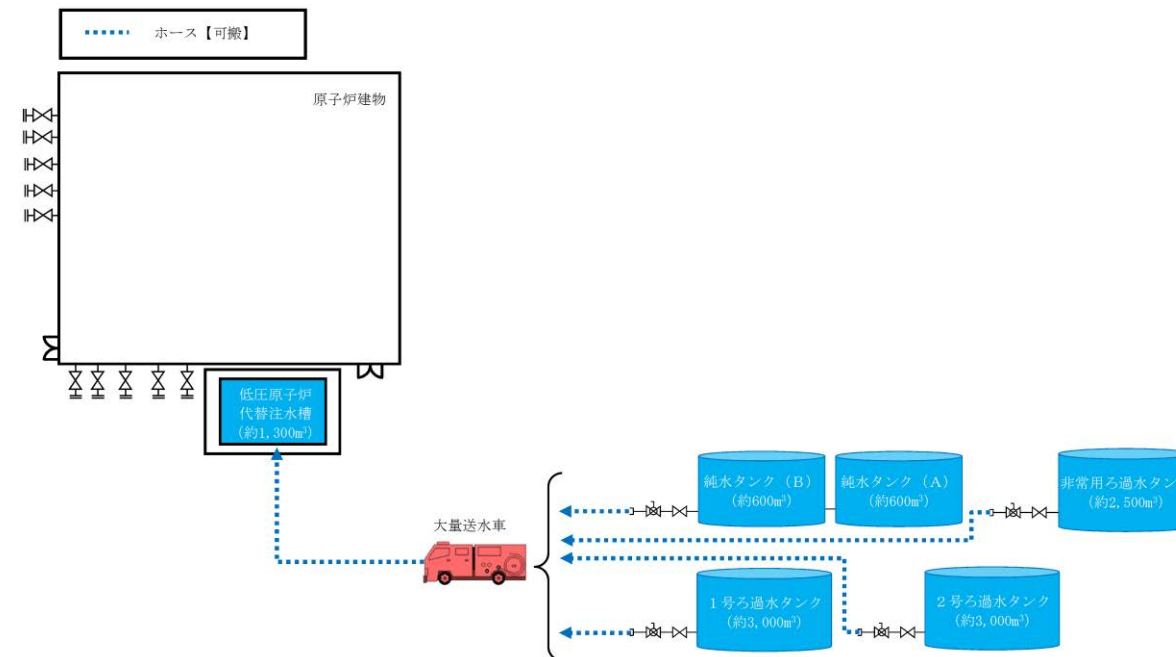 ホース【可搬】
原子炉建物
低圧原子炉
代替注水槽
(約1,300m³)
大量送水車
純水タンク（B）
(約600m³)
純水タンク（A）
(約600m³)
非常用ろ過水タン
(約2,500m³)
1号ろ過水タンク
(約3,000m³)
2号ろ過水タンク
(約3,000m³)